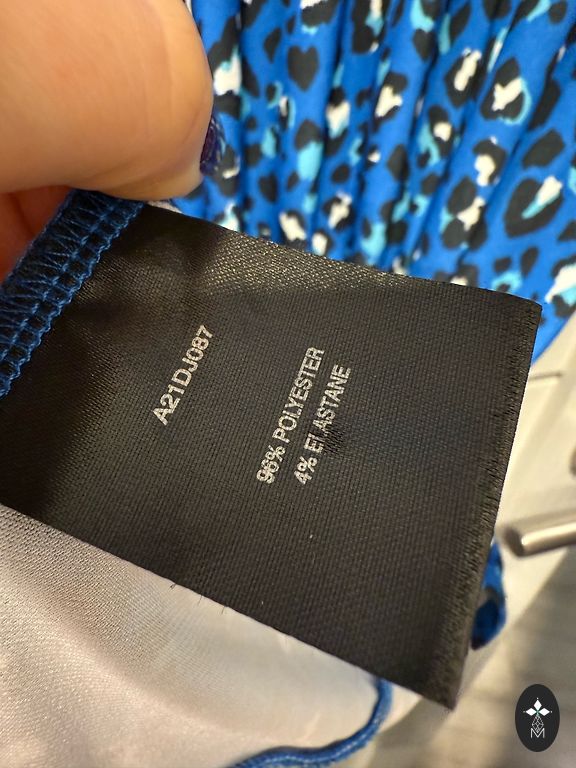 A21DJ087
96% POLYESTER
4% ELASTANE
M